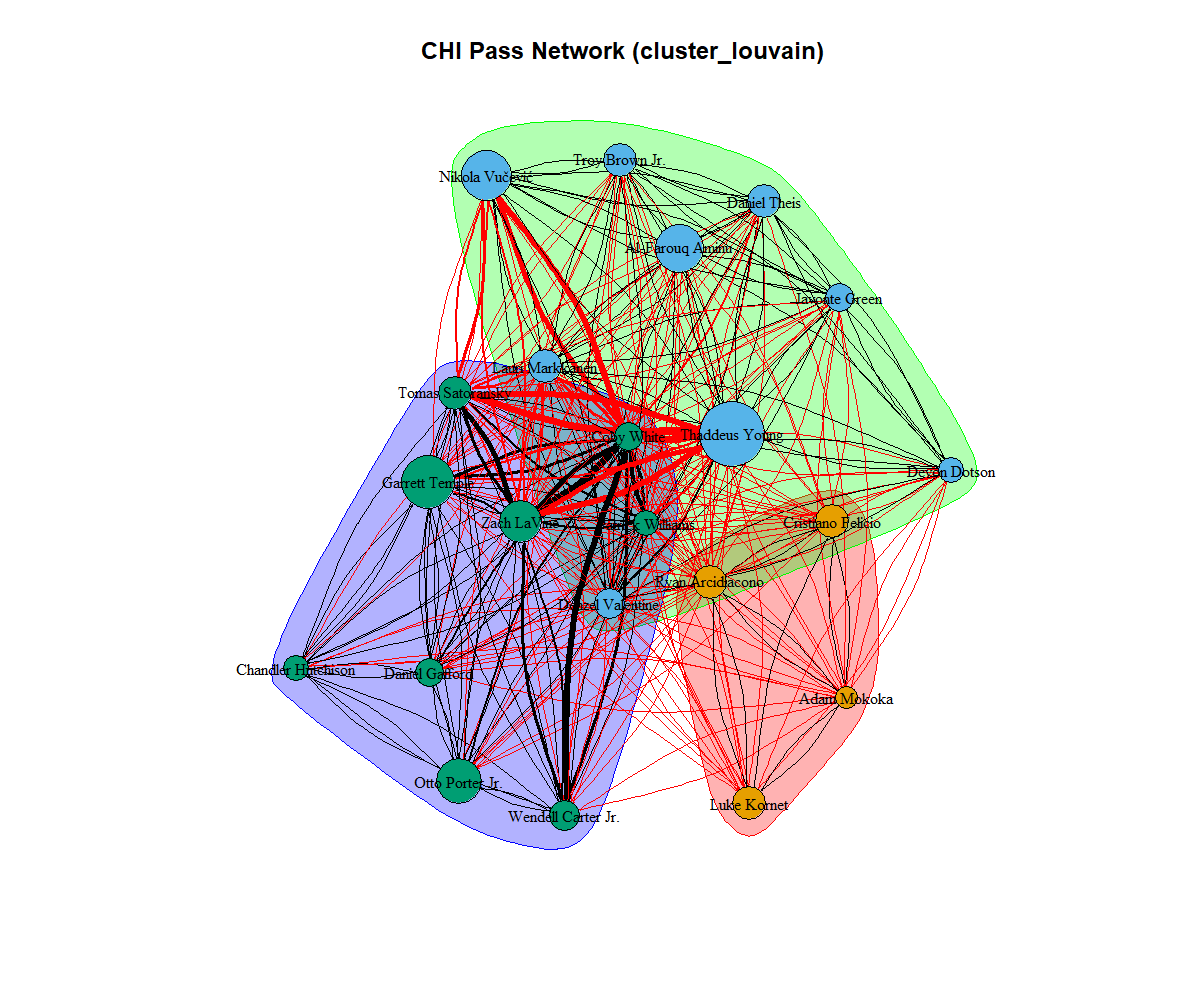 CHI Pass Network (cluster_louvain)
Troy Brown Jr.
Nikola Vučević
Daniel Theis
Al-Farouq Aminu
Javonte Green
Lauri Markkanen
Tomas Satoransky
Coby White
Thaddeus Young
Devon Dotson
Garrett Temple
Zach LaVine
Patrick Williams
Cristiano Felicio
Ryan Arcidiacono
Denzel Valentine
Chandler Hutchison
Daniel Gafford
Adam Mokoka
Otto Porter Jr.
Luke Kornet
Wendell Carter Jr.